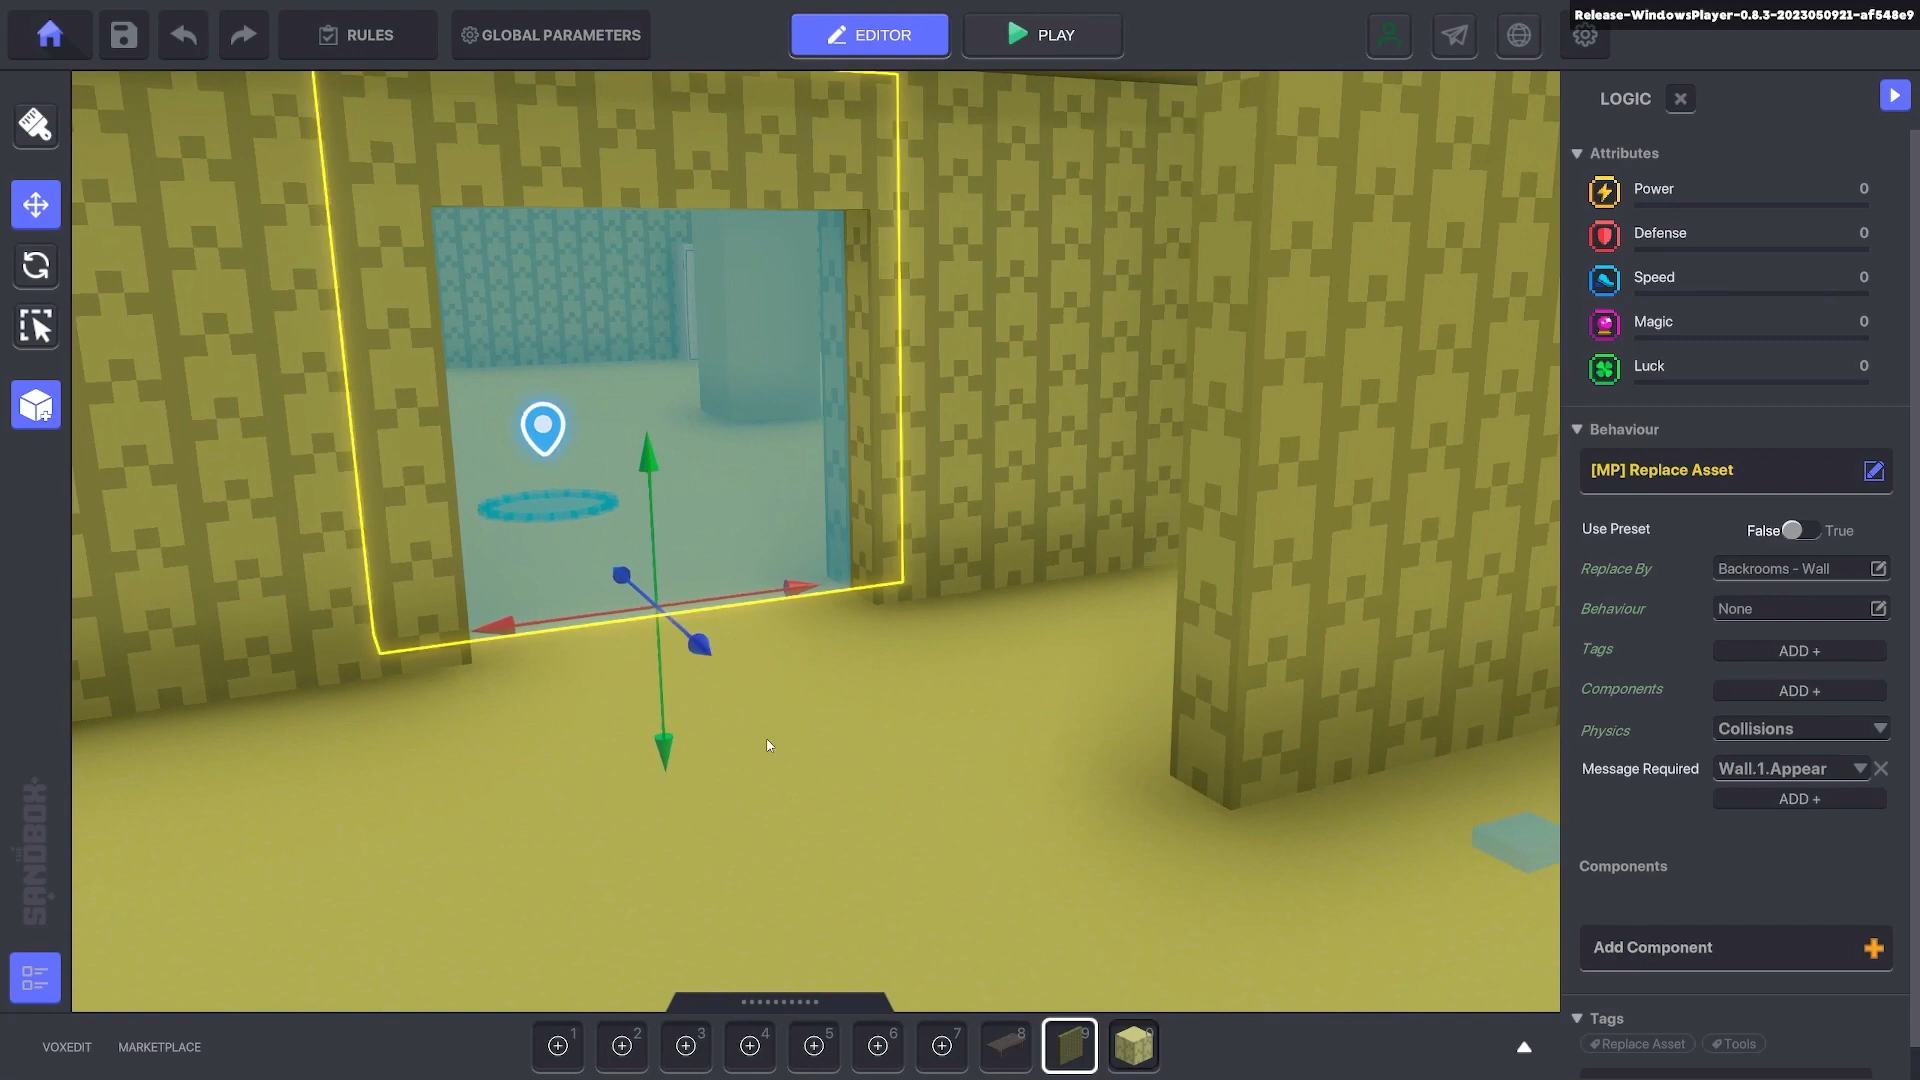 Release-WindowsPlayer-0.8.3-2023050921-af548e9
RULES
GLOBAL PARAMETERS
EDITOR
PLAY
LOGIC
Attributes
Power 0
Defense 0
Speed 0
Magic 0
Luck 0
Behaviour
[MP] Replace Asset
Use Preset False True
Replace By Backrooms - Wall
Behaviour None
Tags ADD +
Components ADD +
Physics Collisions
Message Required Wall.1.Appear
ADD +
Components
Add Component
Tags
Replace Asset Tools
THE SANDBOX
VOXEDIT MARKETPLACE
1 2 3 4 5 6 7 8 9 0